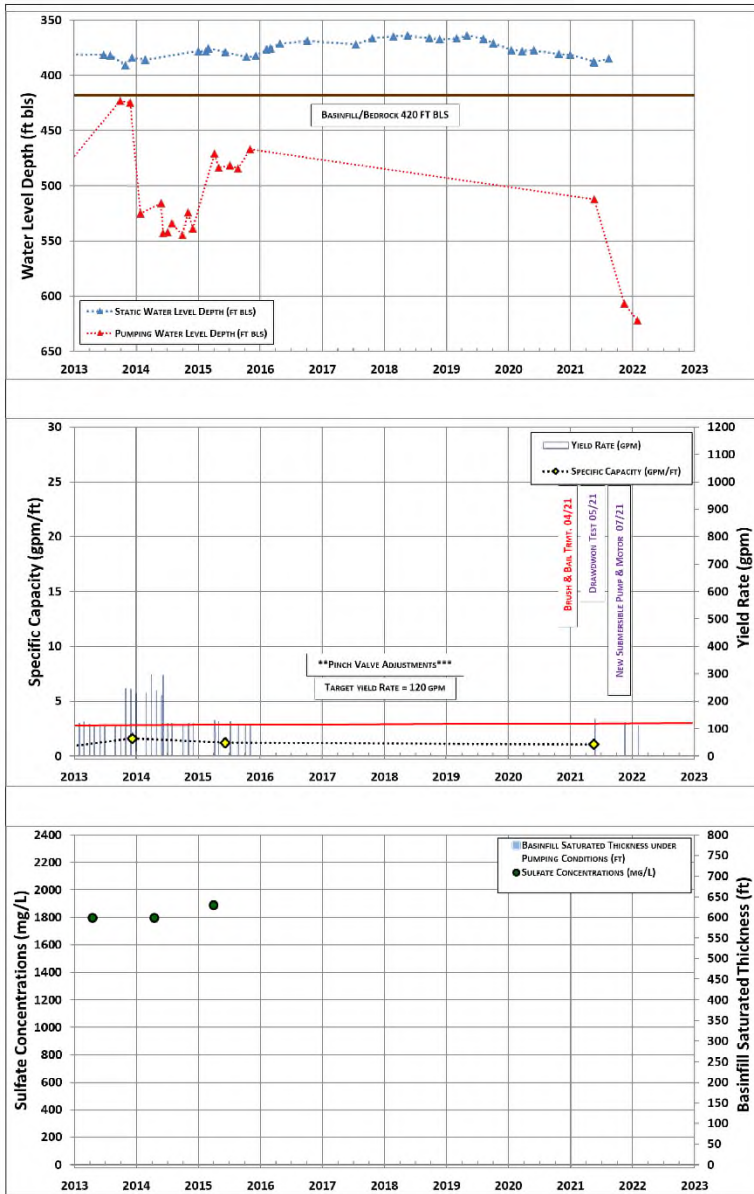 Water Level Depth (ft bls)
350
400
450
500
550
600
650
BASINFILL/BEDROCK 420 FT BLS
STATIC WATER LEVEL DEPTH (FT BLS)
PUMPING WATER LEVEL DEPTH (FT BLS)
2013 2014 2015 2016 2017 2018 2019 2020 2021 2022 2023
Specific Capacity (gpm/ft)
30
25
20
15
10
5
0
YIELD RATE (GPM)
SPECIFIC CAPACITY (GPM/FT)
BRUSH & BAIL TRMT. 04/21
DRAWDWON TEST 05/21
NEW SUBMERSIBLE PUMP & MOTOR 07/21
**PINCH VALVE ADJUSTMENTS***
TARGET YIELD RATE = 120 GPM
1200
1100
1000
900
800
700
600
500
400
300
200
100
0
Yield Rate (gpm)
2013 2014 2015 2016 2017 2018 2019 2020 2021 2022 2023
Sulfate Concentrations (mg/L)
2400
2200
2000
1800
1600
1400
1200
1000
800
600
400
200
0
BASINFILL SATURATED THICKNESS UNDER
PUMPING CONDITIONS (FT)
SULFATE CONCENTRATIONS (MG/L)
800
750
700
650
600
550
500
450
400
350
300
250
200
150
100
50
0
Basinfill Saturated Thickness (ft)
2013 2014 2015 2016 2017 2018 2019 2020 2021 2022 2023